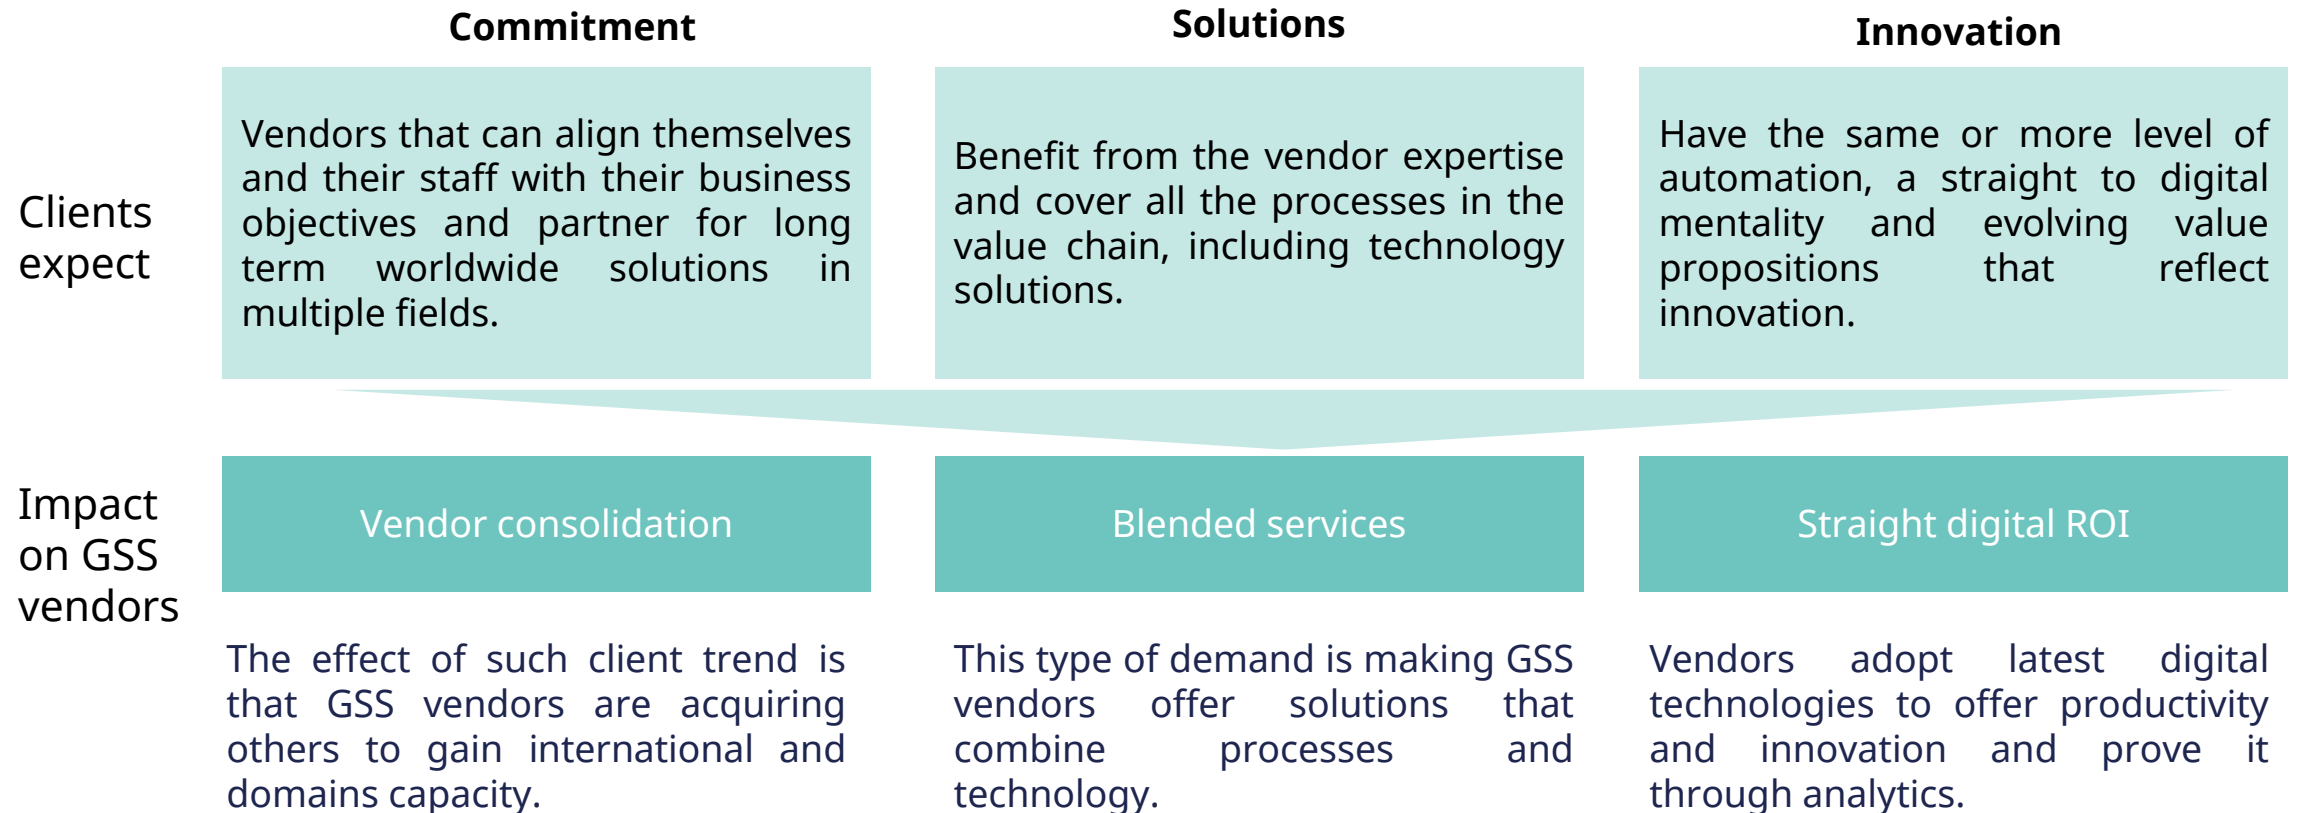 Commitment
Solutions
Innovation
Clients
expect
Vendors that can align themselves
and their staff with their business
objectives and partner for long
term worldwide solutions in
multiple fields.
Benefit from the vendor expertise
and cover all the processes in the
value chain, including technology
solutions.
Have the same or more level of
automation, a straight to digital
mentality and evolving value
propositions that reflect
innovation.
Impact
on GSS
vendors
Vendor consolidation
Blended services
Straight digital ROI
The effect of such client trend is
that GSS vendors are acquiring
others to gain international and
domains capacity.
This type of demand is making GSS
vendors offer solutions that
combine processes and
technology.
Vendors adopt latest digital
technologies to offer productivity
and innovation and prove it
through analytics.